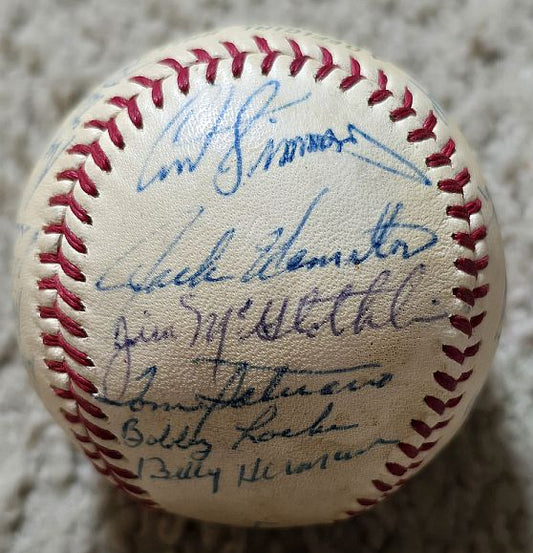 Curt Simmons
Jack Hamilton
Jim McGlothlin
Tom Satriano
Bobby Locke
Billy Herman